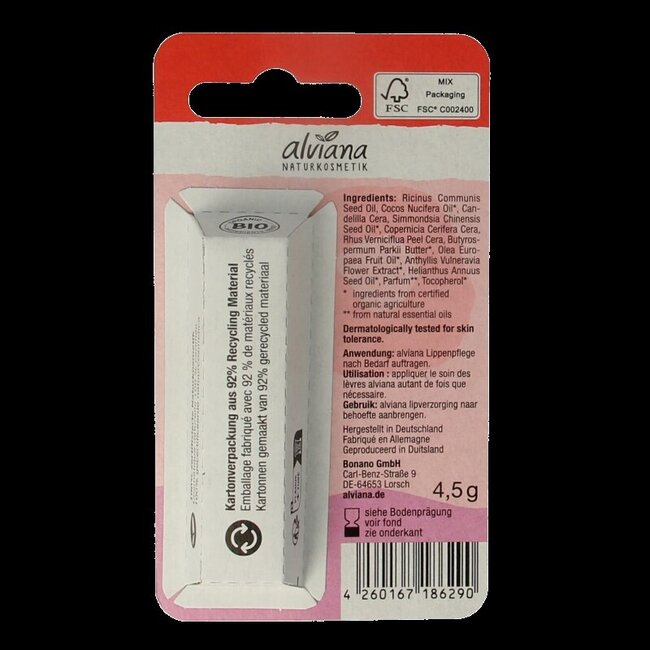 FSC
MIX
Packaging
FSC® C002400
alviana
NATURKOSMETIK
ORGANIC
BIO
Kartonverpackung aus 92% Recycling Material
Emballage fabriqué avec 92 % de matériaux recyclés
Kartonnen gemaakt van 92% gerecycled materiaal
Ingredients: Ricinus Communis
Seed Oil, Cocos Nucifera Oil*, Can-
delilla Cera, Simmondsia Chinensis
Seed Oil*, Copernicia Cerifera Cera,
Rhus Verniciflua Peel Cera, Butyros-
permum Parkii Butter*, Olea Euro-
paea Fruit Oil*, Anthyllis Vulneravia
Flower Extract*, Helianthus Annuus
Seed Oil*, Parfum**, Tocopherol*
* ingredients from certified
organic agriculture
** from natural essential oils
Dermatologically tested for skin
tolerance.
Anwendung: alviana Lippenpflege
nach Bedarf auftragen.
Utilisation : appliquer le soin des
lèvres alviana autant de fois que
nécessaire.
Gebruik: alviana lipverzorging naar
behoefte aanbrengen.
Hergestellt in Deutschland
Fabriqué en Allemagne
Geproduceerd in Duitsland
Bonano GmbH
Carl-Benz-Straße 9
DE-64653 Lorsch
alviana.de
4,5g
siehe Bodenprägung
voir fond
zie onderkant
4 260167 186290